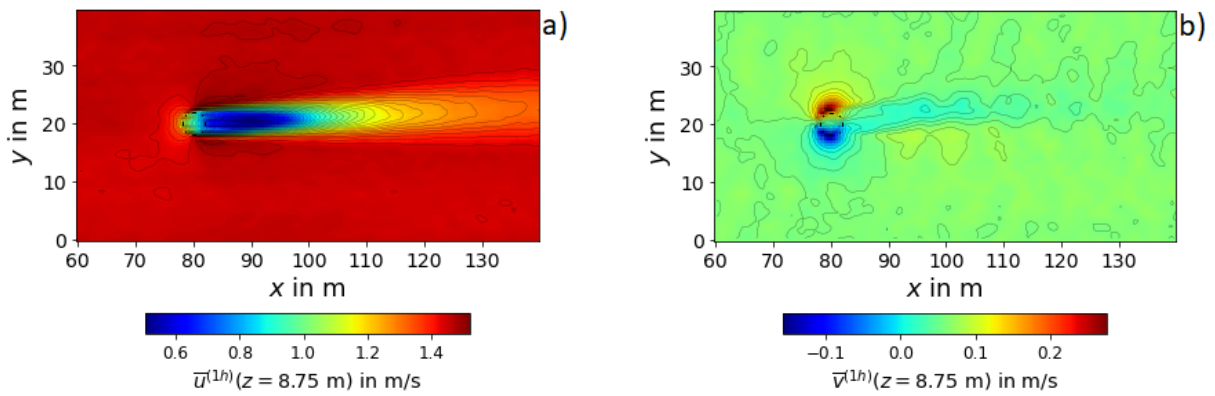 a)
30
20
10
0
60 70 80 90 100 110 120 130
y in m
x in m
0.6 0.8 1.0 1.2 1.4
u̅⁽¹ʰ⁾(z = 8.75 m) in m/s
b)
30
20
10
0
60 70 80 90 100 110 120 130
y in m
x in m
−0.1 0.0 0.1 0.2
v̅⁽¹ʰ⁾(z = 8.75 m) in m/s